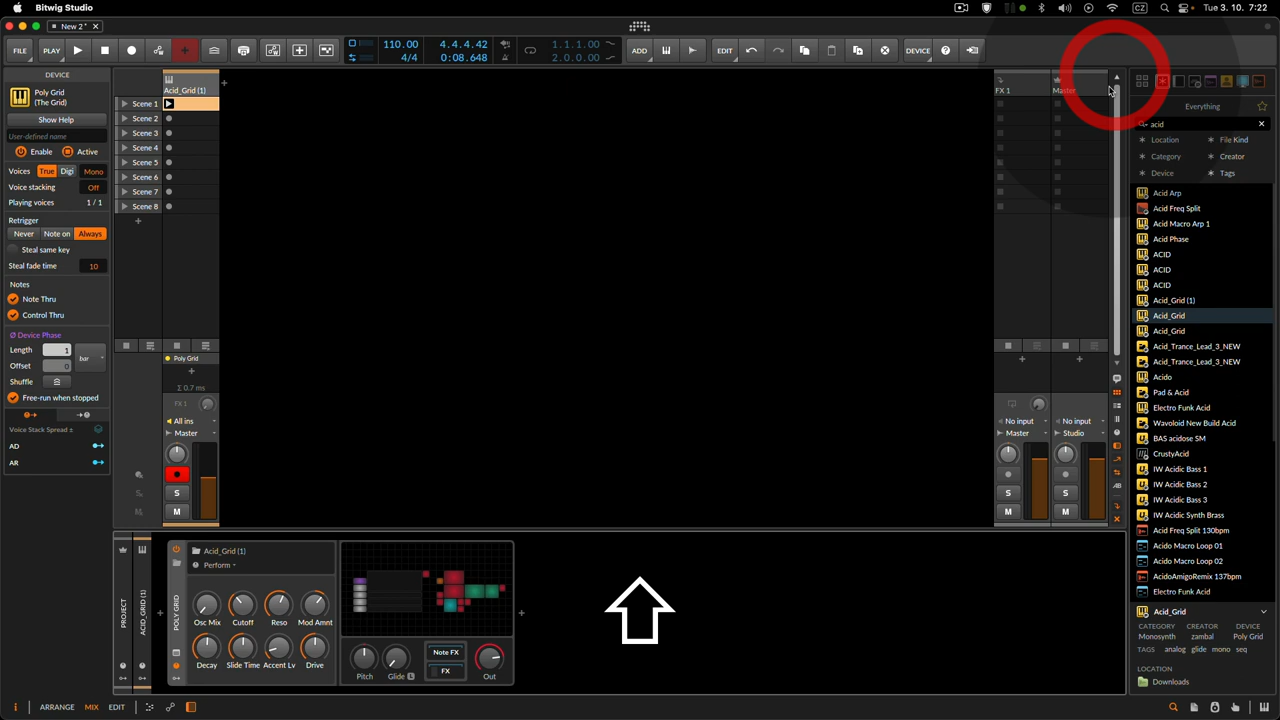 Bitwig Studio
CZ
Tue 3. 10. 7:22
New 2*
FILE
PLAY
110.00
4/4
4.4.4.42
0:08.648
1.1.1.00
2.0.0.00
ADD
EDIT
DEVICE
DEVICE
Poly Grid
(The Grid)
Show Help
User-defined name
Enable
Active
Voices
True
Digi
Mono
Voice stacking
Off
Playing voices
1 / 1
Retrigger
Never
Note on
Always
Steal same key
Steal fade time
10
Notes
Note Thru
Control Thru
Device Phase
Length
1
bar
Offset
0
Shuffle
Free-run when stopped
Voice Stack Spread ±
AD
AR
Acid_Grid (1)
Scene 1
Scene 2
Scene 3
Scene 4
Scene 5
Scene 6
Scene 7
Scene 8
Poly Grid
Σ 0.7 ms
FX 1
All ins
Master
S
M
FX 1
Master
No input
Master
S
M
No input
Studio
S
M
AB
Everything
acid
Location
File Kind
Category
Creator
Device
Tags
Acid Arp
Acid Freq Split
Acid Macro Arp 1
Acid Phase
ACID
ACID
ACID
Acid_Grid (1)
Acid_Grid
Acid_Grid
Acid_Trance_Lead_3_NEW
Acid_Trance_Lead_3_NEW
Acido
Pad & Acid
Electro Funk Acid
Wavoloid New Build Acid
BAS acidose SM
CrustyAcid
IW Acidic Bass 1
IW Acidic Bass 2
IW Acidic Bass 3
IW Acidic Synth Brass
Acid Freq Split 130bpm
Acido Macro Loop 01
Acido Macro Loop 02
AcidoAmigoRemix 137bpm
Electro Funk Acid
Acid_Grid
CATEGORY
CREATOR
DEVICE
Monosynth
zambal
Poly Grid
TAGS
analog glide mono seq
LOCATION
Downloads
PROJECT
ACID_GRID (1)
POLY GRID
Acid_Grid (1)
Perform
Osc Mix
Cutoff
Reso
Mod Amnt
Decay
Slide Time
Accent Lv
Drive
Pitch
Glide
L
Note FX
FX
Out
ARRANGE
MIX
EDIT